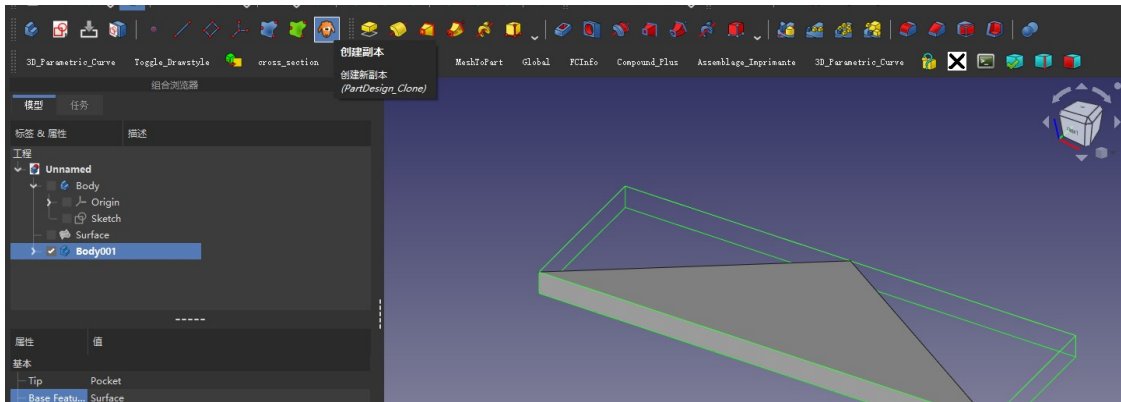 3D_Parametric_Curve Toggle_Drawstyle cross_section MeshToPart Global FCInfo Compound_Plus Assemblage_Imprimante 3D_Parametric_Curve
创建副本
创建新副本
(PartDesign_Clone)
组合浏览器
模型 任务
标签 & 属性 描述
工程
Unnamed
Body
Origin
Sketch
Surface
Body001
属性 值
基本
Tip Pocket
Base Featu... Surface